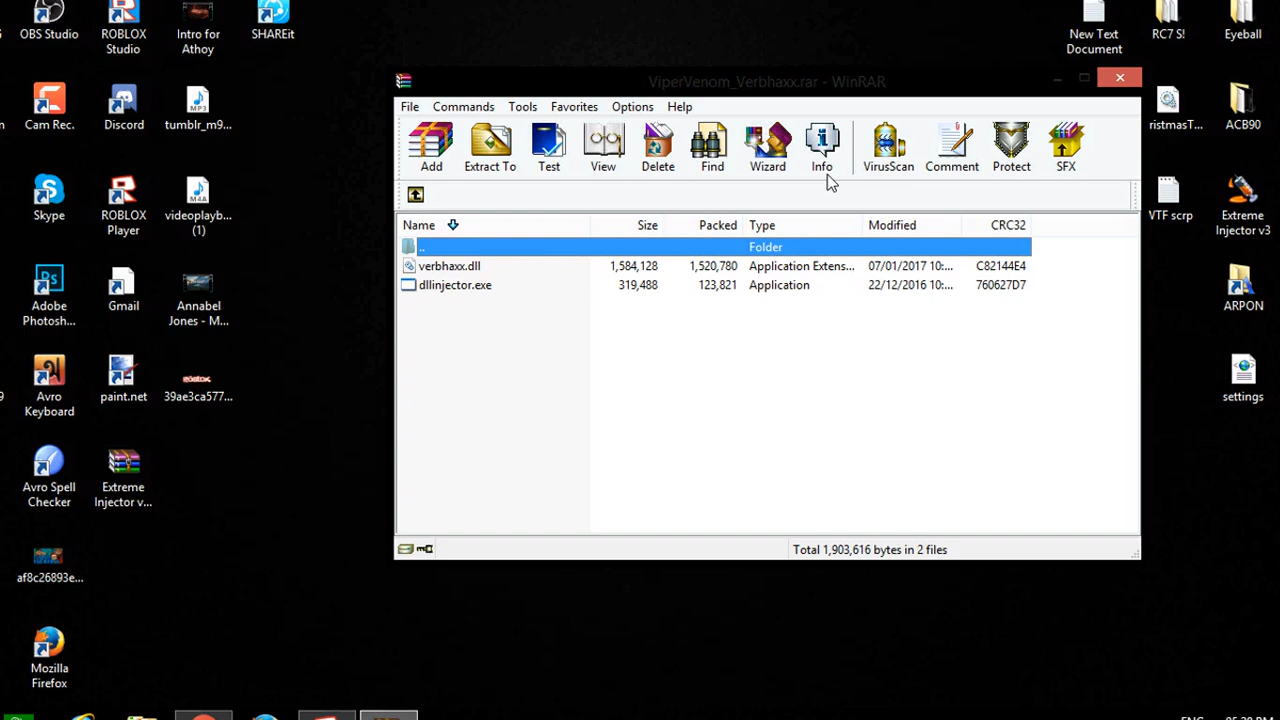 OBS Studio
ROBLOX Studio
Intro for Athoy
SHAREit
New Text Document
RC7 S!
Eyeball
ViperVenom_Verbhaxx.rar - WinRAR
File Commands Tools Favorites Options Help
Add Extract To Test View Delete Find Wizard Info VirusScan Comment Protect SFX
Name Size Packed Type Modified CRC32
.. Folder
verbhaxx.dll 1,584,128 1,520,780 Application Extens... 07/01/2017 10:... C82144E4
dllinjector.exe 319,488 123,821 Application 22/12/2016 10:... 760627D7
Total 1,903,616 bytes in 2 files
Cam Rec.
Discord
MP3
tumblr_m9...
ristmasT...
ACB90
Skype
ROBLOX Player
M4A
videoplayb... (1)
VTF scrp
Extreme Injector v3
Adobe Photosh...
Gmail
Annabel Jones - M...
ARPON
9
Avro Keyboard
paint.net
39ae3ca577...
settings
Avro Spell Checker
Extreme Injector v...
af8c26893e...
Mozilla Firefox